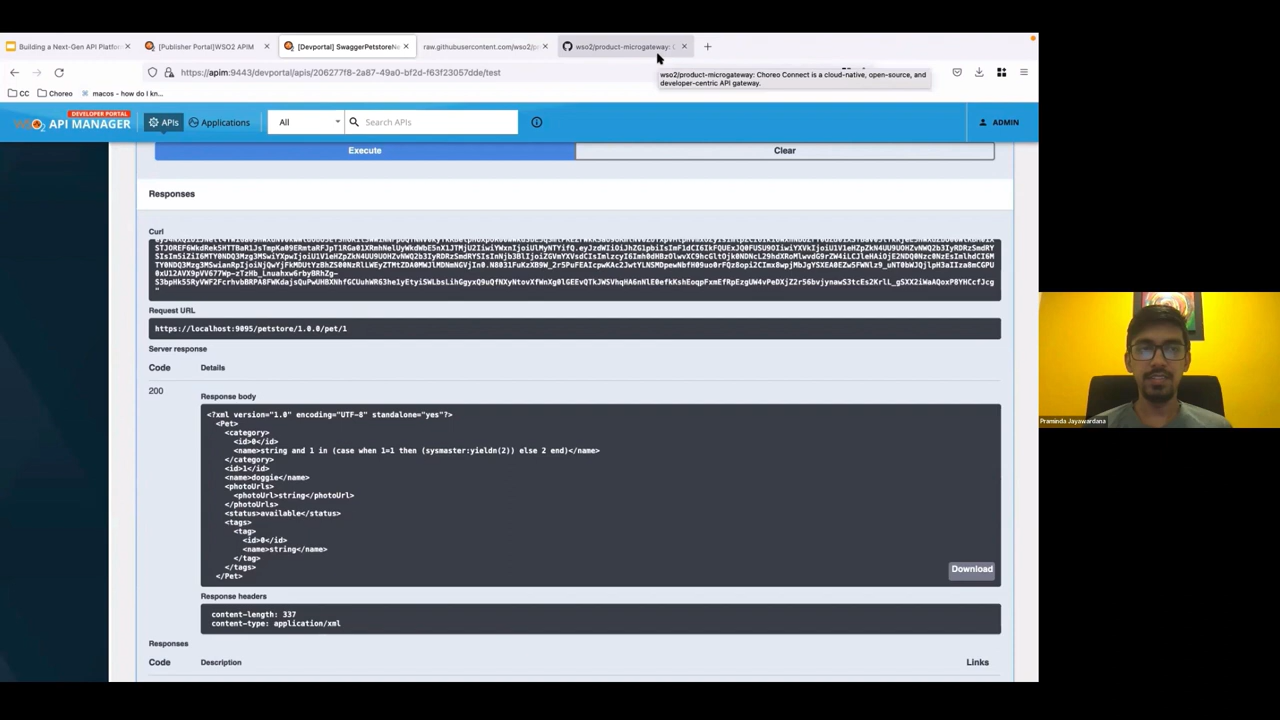 Building a Next-Gen API Platfor
[Publisher Portal]WSO2 APIM
[Devportal] SwaggerPetstoreNe
raw.githubusercontent.com/wso2/pr
wso2/product-microgateway: C
https://apim:9443/devportal/apis/206277f8-2a87-49a0-bf2d-f63f23057dde/test
wso2/product-microgateway: Choreo Connect is a cloud-native, open-source, and
developer-centric API gateway.
CC
Choreo
macos - how do I kn...
DEVELOPER PORTAL
WSO2 API MANAGER
APIs
Applications
All
Search APIs
ADMIN
Execute
Clear
Responses
Curl
"
Request URL
https://localhost:9095/petstore/1.0.0/pet/1
Server response
Code
Details
200
Response body
<?xml version="1.0" encoding="UTF-8" standalone="yes"?>
<Pet>
<category>
<id>0</id>
<name>string and 1 in (case when 1=1 then (sysmaster:yieldn(2)) else 2 end)</name>
</category>
<id>1</id>
<name>doggie</name>
<photoUrls>
<photoUrl>string</photoUrl>
</photoUrls>
<status>available</status>
<tags>
<tag>
<id>0</id>
<name>string</name>
</tag>
</tags>
</Pet>
Download
Response headers
content-length: 337
content-type: application/xml
Responses
Code
Description
Links
Praminda Jayawardana